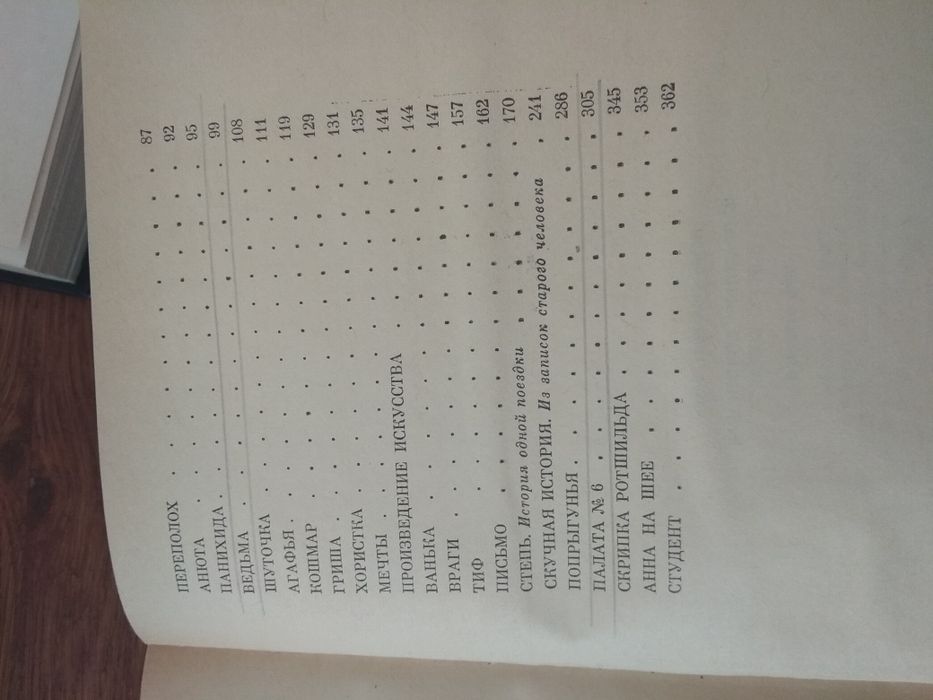 ПЕРЕПОЛОХ . . . . . . . . . . . 87
АНЮТА . . . . . . . . . . . . 92
ПАНИХИДА . . . . . . . . . . . 95
ВЕДЬМА . . . . . . . . . . . . 99
ШУТОЧКА . . . . . . . . . . . 108
АГАФЬЯ . . . . . . . . . . . . 111
КОШМАР . . . . . . . . . . . . 119
ГРИША . . . . . . . . . . . . 129
ХОРИСТКА . . . . . . . . . . . 131
МЕЧТЫ . . . . . . . . . . . . 135
ПРОИЗВЕДЕНИЕ ИСКУССТВА . . . . . . 141
ВАНЬКА . . . . . . . . . . . . 144
ВРАГИ . . . . . . . . . . . . 147
ТИФ . . . . . . . . . . . . 157
ПИСЬМО . . . . . . . . . . . . 162
СТЕПЬ. История одной поездки . . . . . . 170
СКУЧНАЯ ИСТОРИЯ. Из записок старого человека . 241
ПОПРЫГУНЬЯ . . . . . . . . . . . 286
ПАЛАТА № 6 . . . . . . . . . . . 305
СКРИПКА РОТШИЛЬДА . . . . . . . . 345
АННА НА ШЕЕ . . . . . . . . . . 353
СТУДЕНТ . . . . . . . . . . . 362